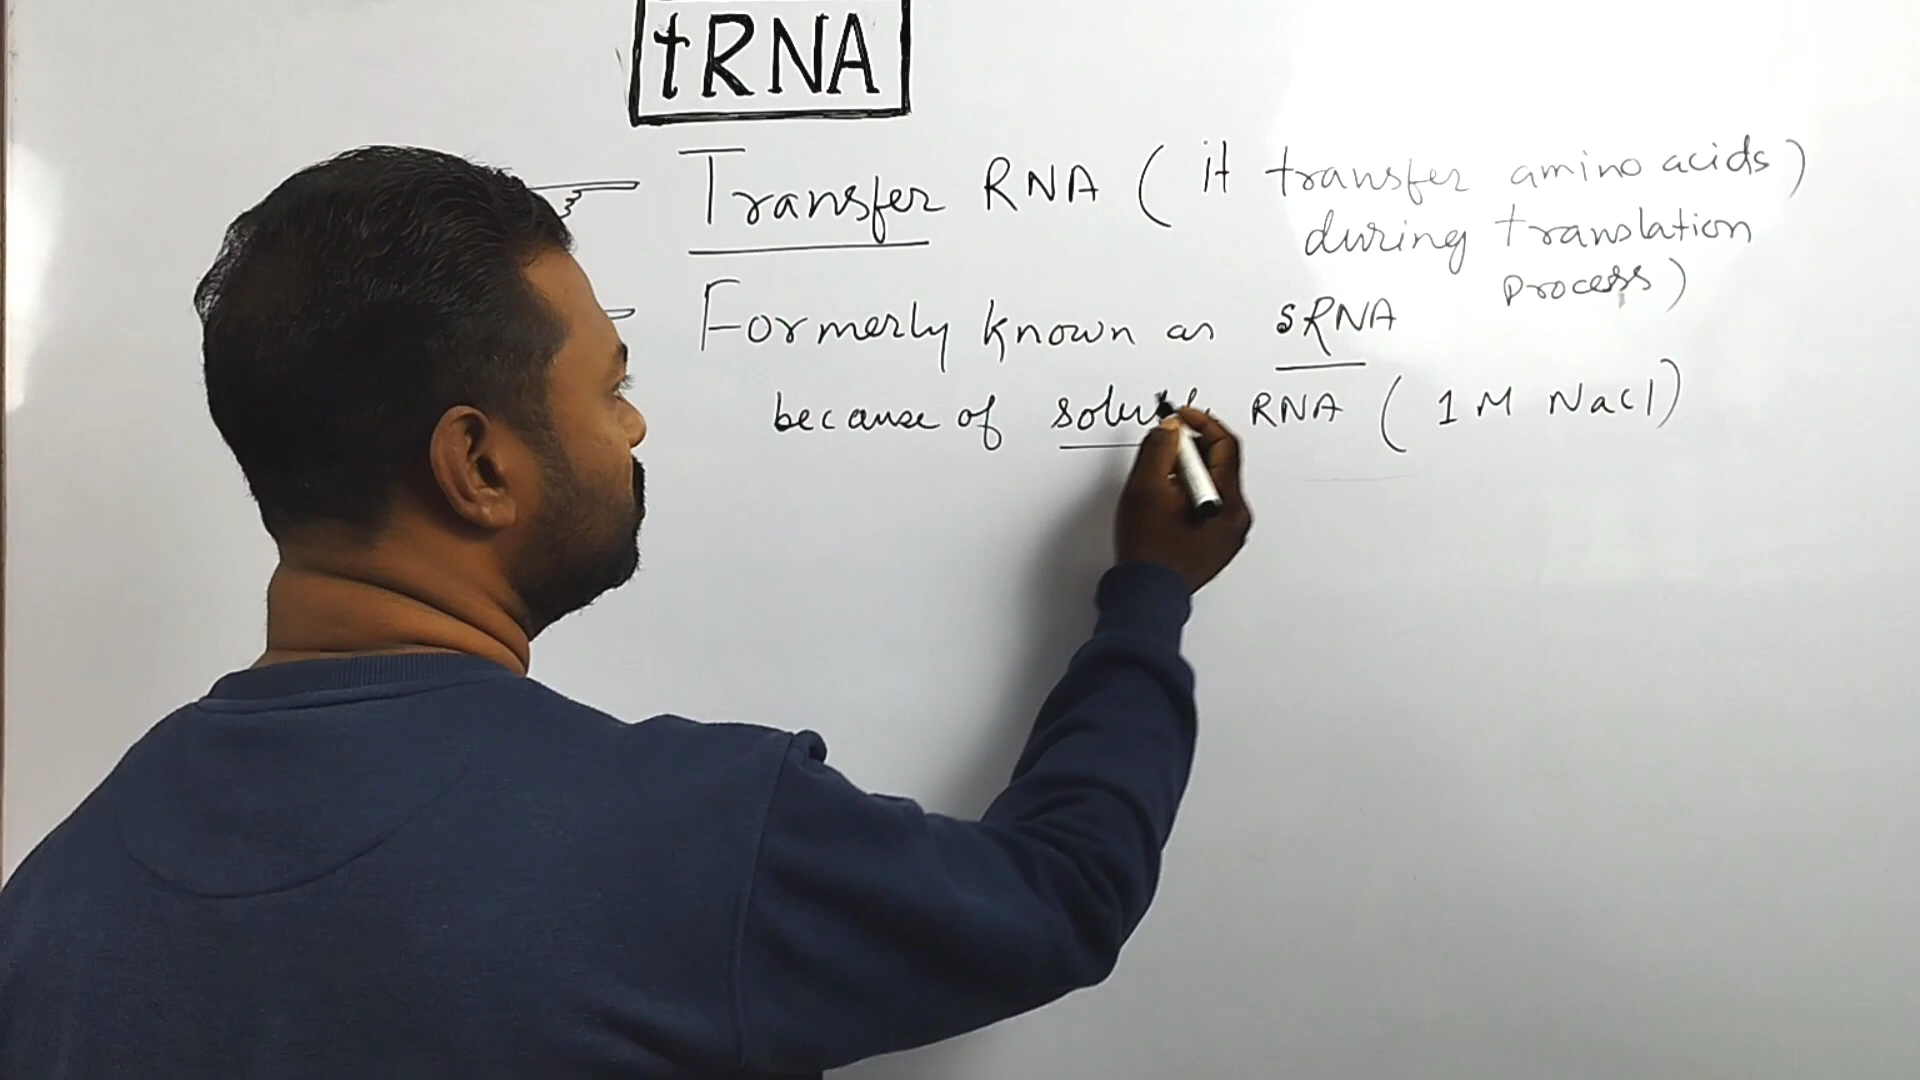 tRNA
Transfer RNA ( it transfer amino acids)
during translation
process)
Formerly known as sRNA
because of RNA ( 1 M NaCl)